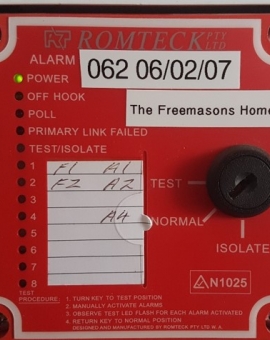 ROMTECK PTY LTD
ALARM 062 06/02/07
POWER
OFF HOOK
The Freemasons Home
POLL
PRIMARY LINK FAILED
TEST/ISOLATE
1 F1 A1
2 F2 A2
3
4 A4
5
6
7
8
TEST
NORMAL
ISOLATE
N1025
TEST PROCEDURE. 1. TURN KEY TO TEST POSITION
2. MANUALLY ACTIVATE ALARMS
3. OBSERVE TEST LED FLASH FOR EACH ALARM ACTIVATED
4. RETURN KEY TO NORMAL POSITION
DESIGNED AND MANUFACTURED BY ROMTECK PTY LTD W.A.